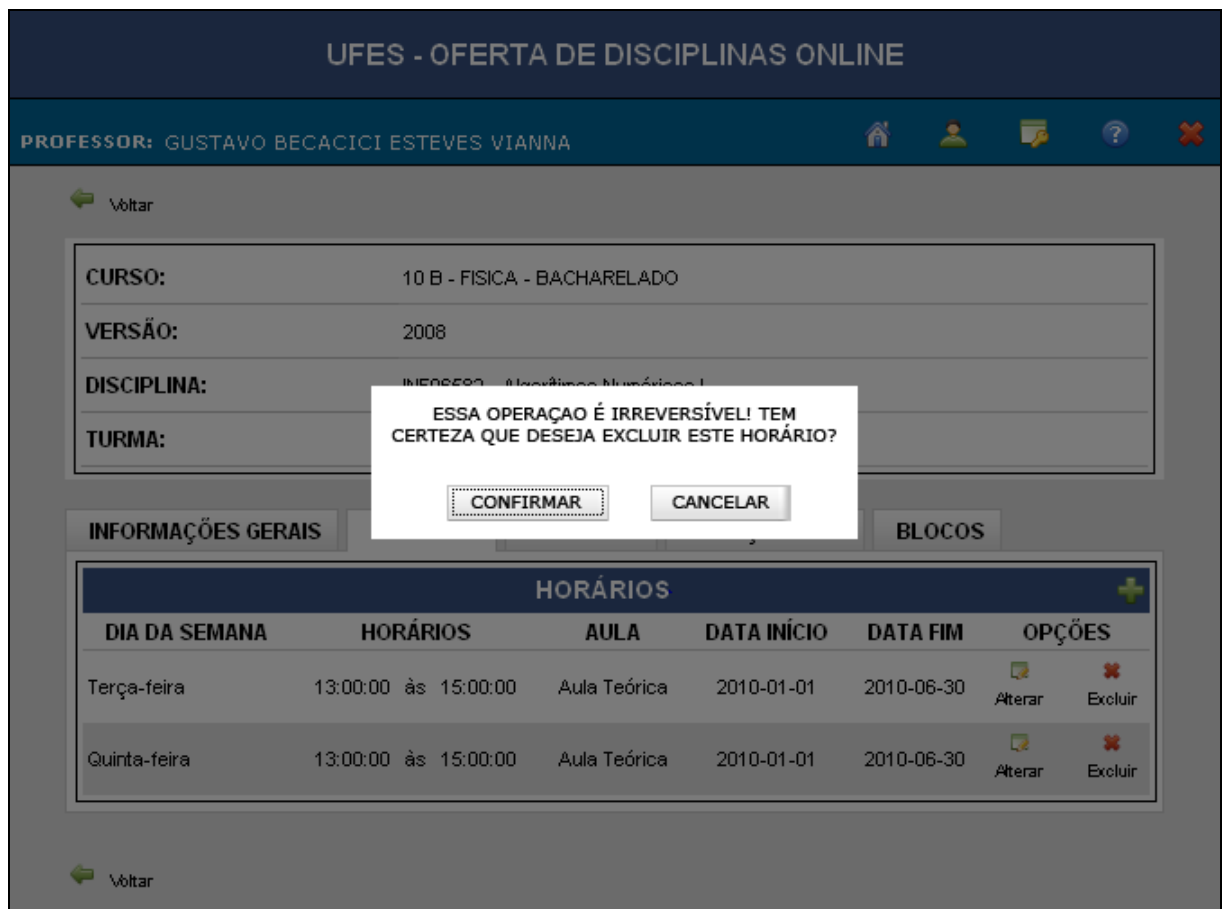 UFES - OFERTA DE DISCIPLINAS ONLINE
PROFESSOR: GUSTAVO BECACICI ESTEVES VIANNA
Voltar
CURSO: 10 B - FISICA - BACHARELADO
VERSÃO: 2008
DISCIPLINA:
TURMA:
ESSA OPERAÇAO É IRREVERSÍVEL! TEM
CERTEZA QUE DESEJA EXCLUIR ESTE HORÁRIO?
CONFIRMAR CANCELAR
INFORMAÇÕES GERAIS BLOCOS
HORÁRIOS
DIA DA SEMANA HORÁRIOS AULA DATA INÍCIO DATA FIM OPÇÕES
Terça-feira 13:00:00 às 15:00:00 Aula Teórica 2010-01-01 2010-06-30 Alterar Excluir
Quinta-feira 13:00:00 às 15:00:00 Aula Teórica 2010-01-01 2010-06-30 Alterar Excluir
Voltar